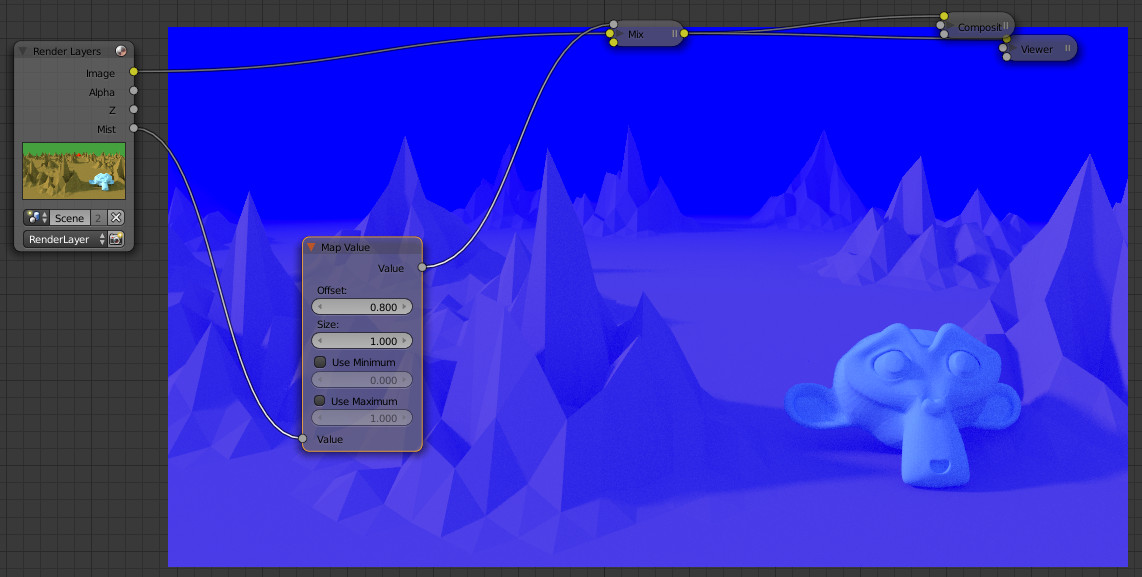 Render Layers
Image
Alpha
Z
Mist
Scene 2
RenderLayer
Map Value
Value
Offset:
0.800
Size:
1.000
Use Minimum
0.000
Use Maximum
1.000
Value
Mix
Composit
Viewer